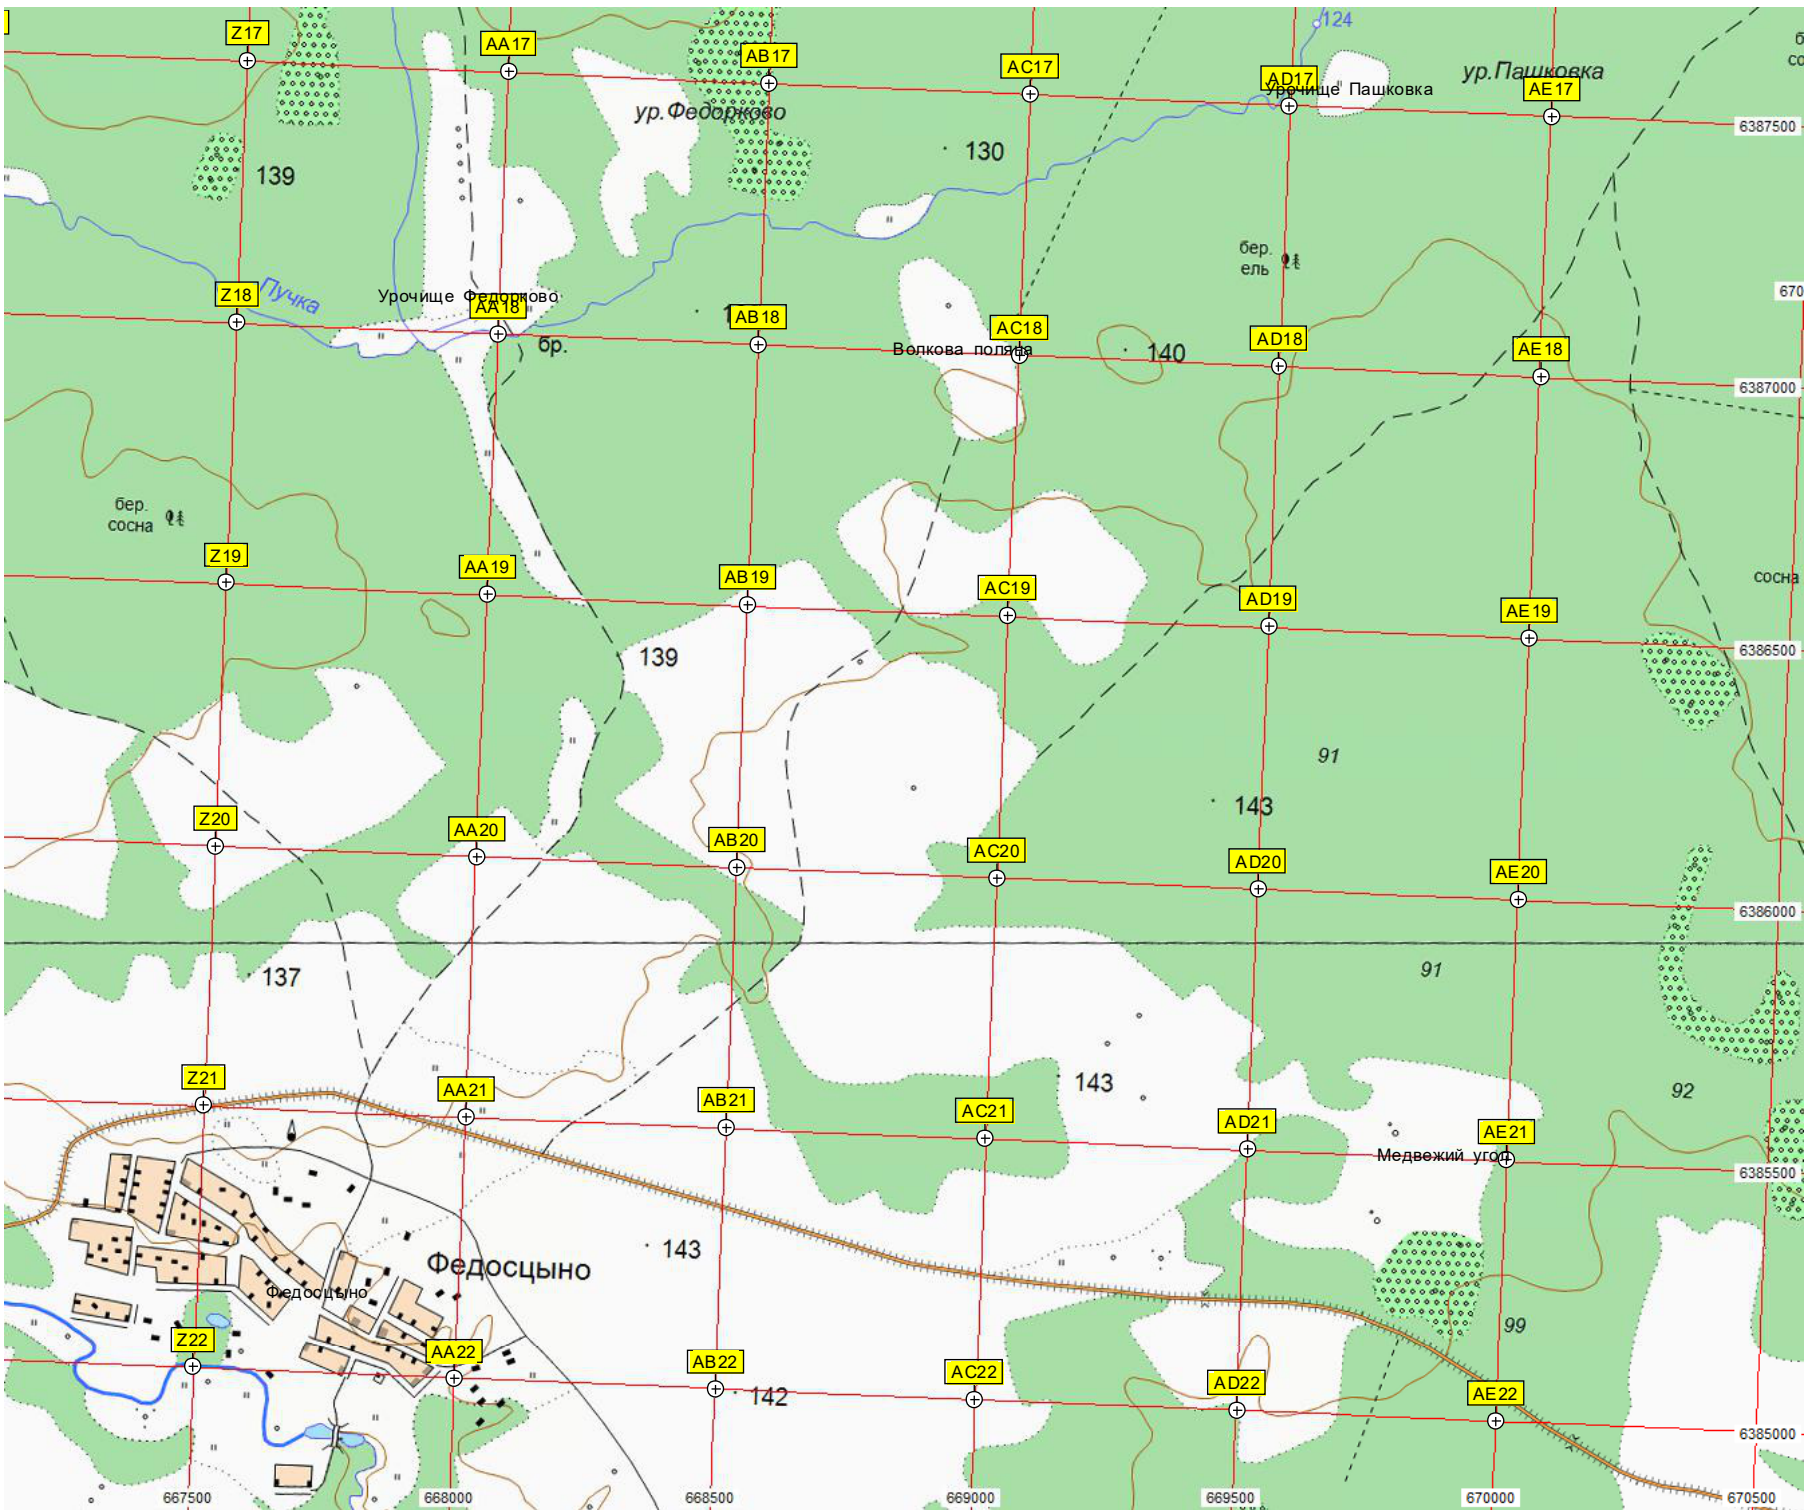 124
Z17
AA17
AB17
AC17
AD17
Урочище Пашковка
ур.Пашковка
AE17
ур.Федорково
6387500
130
139
бер.
ель
Пучка
Z18
Урочище Федорково
AA18
бр.
AB18
AC18
Волкова поляна
140
AD18
AE18
670
6387000
бер.
сосна
Z19
AA19
AB19
AC19
AD19
AE19
сосна
6386500
139
91
143
Z20
AA20
AB20
AC20
AD20
AE20
6386000
137
91
Z21
AA21
AB21
AC21
143
AD21
AE21
92
Медвежий угол
6385500
143
Федосцыно
Федосцыно
99
Z22
AA22
AB22
142
AC22
AD22
AE22
6385000
667500
668000
668500
669000
669500
670000
670500